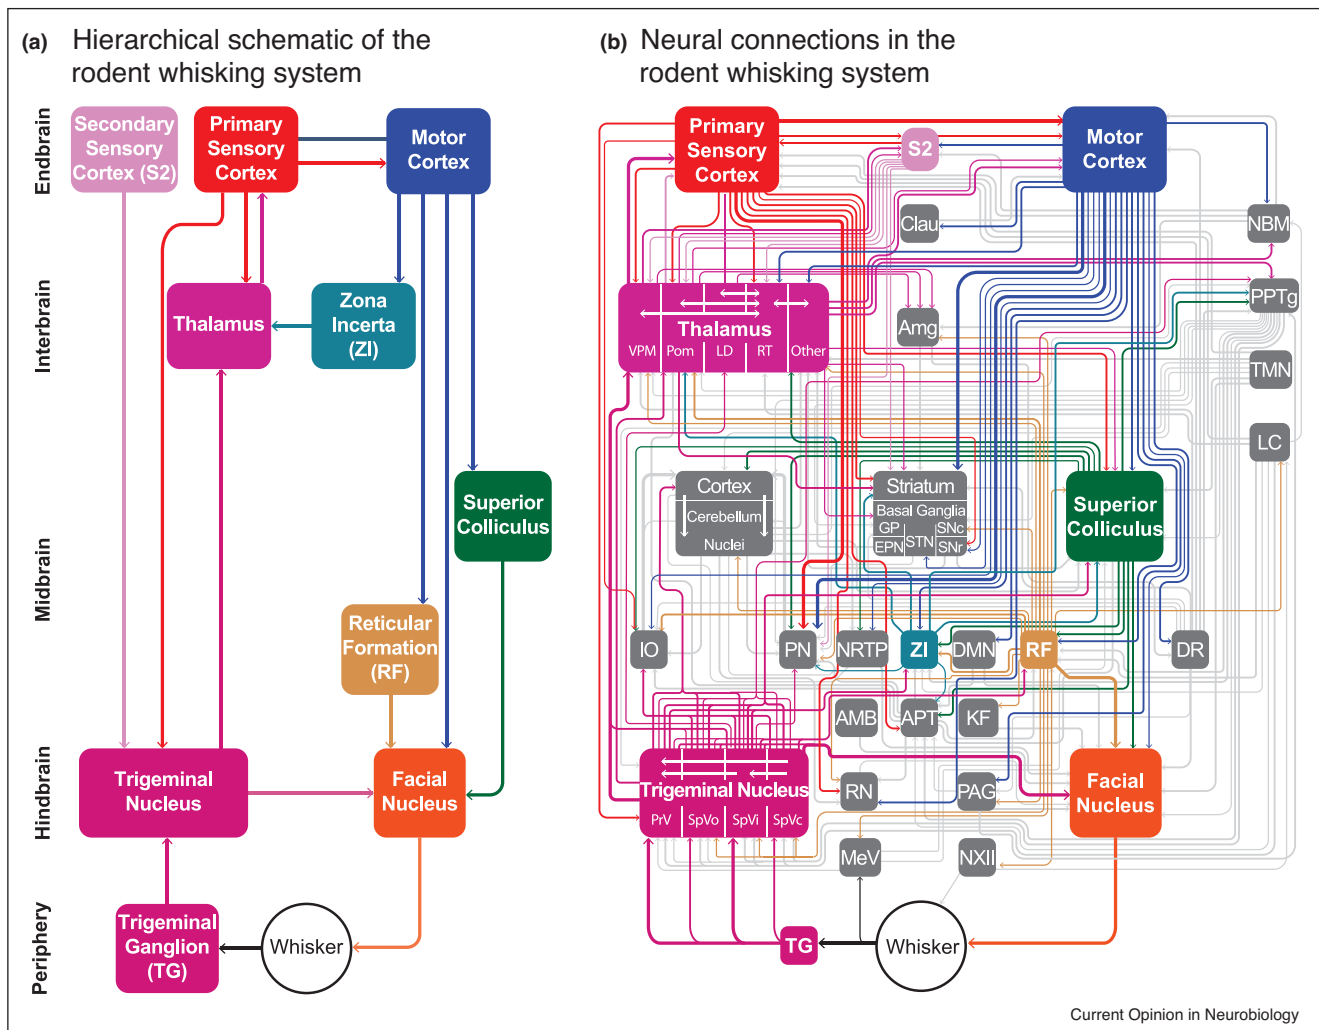 (a) Hierarchical schematic of the
rodent whisking system
(b) Neural connections in the
rodent whisking system
Endbrain
Interbrain
Midbrain
Hindbrain
Periphery
Secondary
Sensory
Cortex (S2)
Primary
Sensory
Cortex
Motor
Cortex
Thalamus
Zona
Incerta
(ZI)
Superior
Colliculus
Reticular
Formation
(RF)
Trigeminal
Nucleus
Facial
Nucleus
Trigeminal
Ganglion
(TG)
Whisker
Primary
Sensory
Cortex
S2
Motor
Cortex
Clau
NBM
Thalamus
VPM Pom LD RT Other
Amg
PPTg
TMN
LC
Cortex
Cerebellum
Nuclei
Striatum
Basal Ganglia
GP STN SNc
EPN SNr
Superior
Colliculus
IO
PN
NRTP
ZI
DMN
RF
DR
AMB
APT
KF
Trigeminal Nucleus
PrV SpVo SpVi SpVc
RN
PAG
Facial
Nucleus
MeV
NXII
TG
Whisker
Current Opinion in Neurobiology